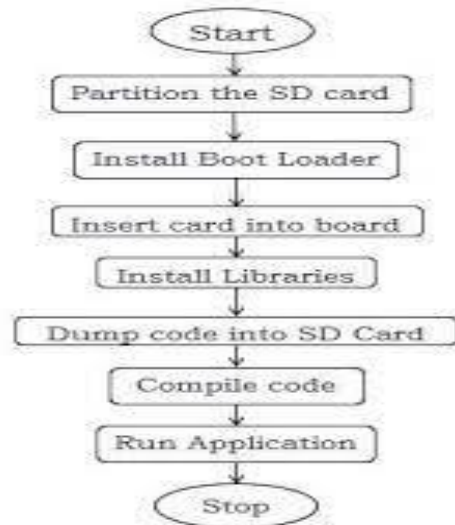 Start
Partition the SD card
Install Boot Loader
Insert card into board
Install Libraries
Dump code into SD Card
Compile code
Run Application
Stop